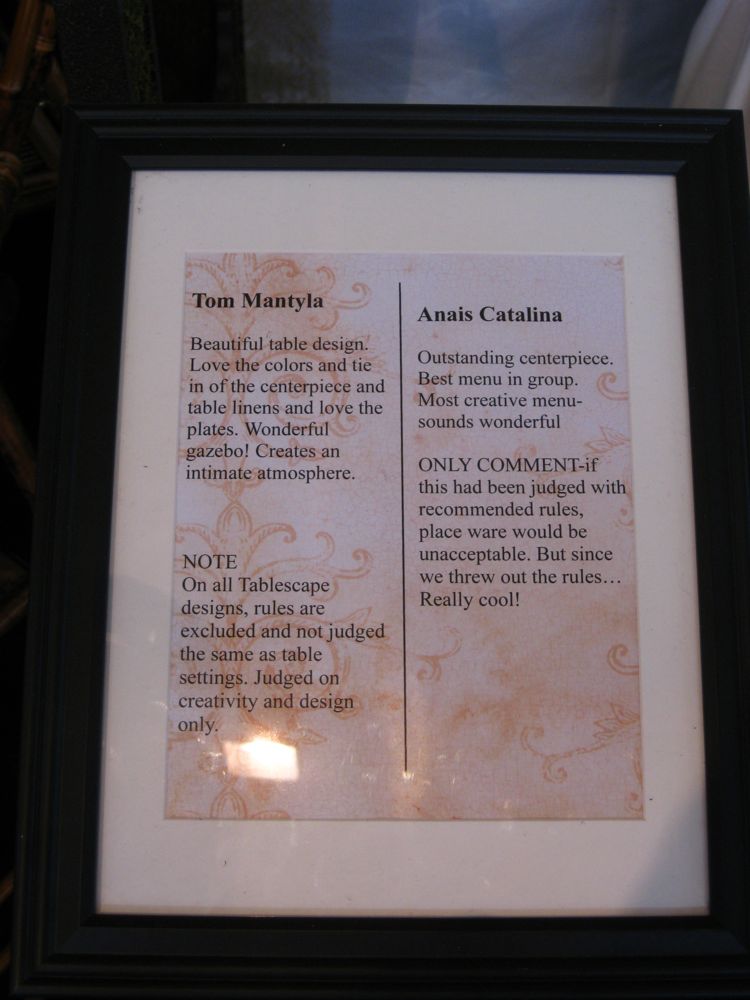 Tom Mantyla
Beautiful table design.
Love the colors and tie
in of the centerpiece and
table linens and love the
plates. Wonderful
gazebo! Creates an
intimate atmosphere.
NOTE
On all Tablescape
designs, rules are
excluded and not judged
the same as table
settings. Judged on
creativity and design
only.
Anais Catalina
Outstanding centerpiece.
Best menu in group.
Most creative menu-
sounds wonderful
ONLY COMMENT-if
this had been judged with
recommended rules,
place ware would be
unacceptable. But since
we threw out the rules…
Really cool!